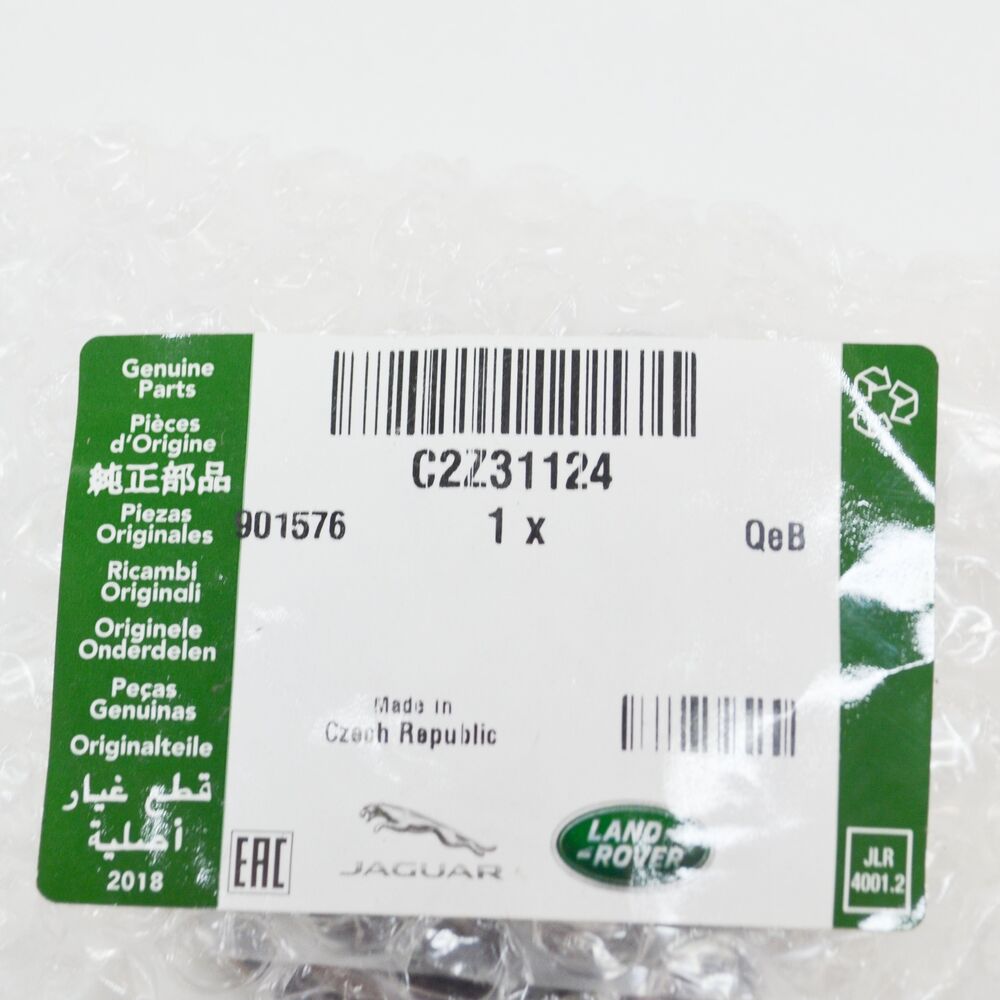 Genuine
Parts
Pièces
d'Origine
純正部品
Piezas
Originales
Ricambi
Originali
Originele
Onderdelen
Peças
Genuínas
Originalteile
قطع غيار
أصلية
2018
C2Z31124
901576
1 x
QeB
Made in
Czech Republic
EAC
JAGUAR
LAND-
-ROVER
JLR
4001.2